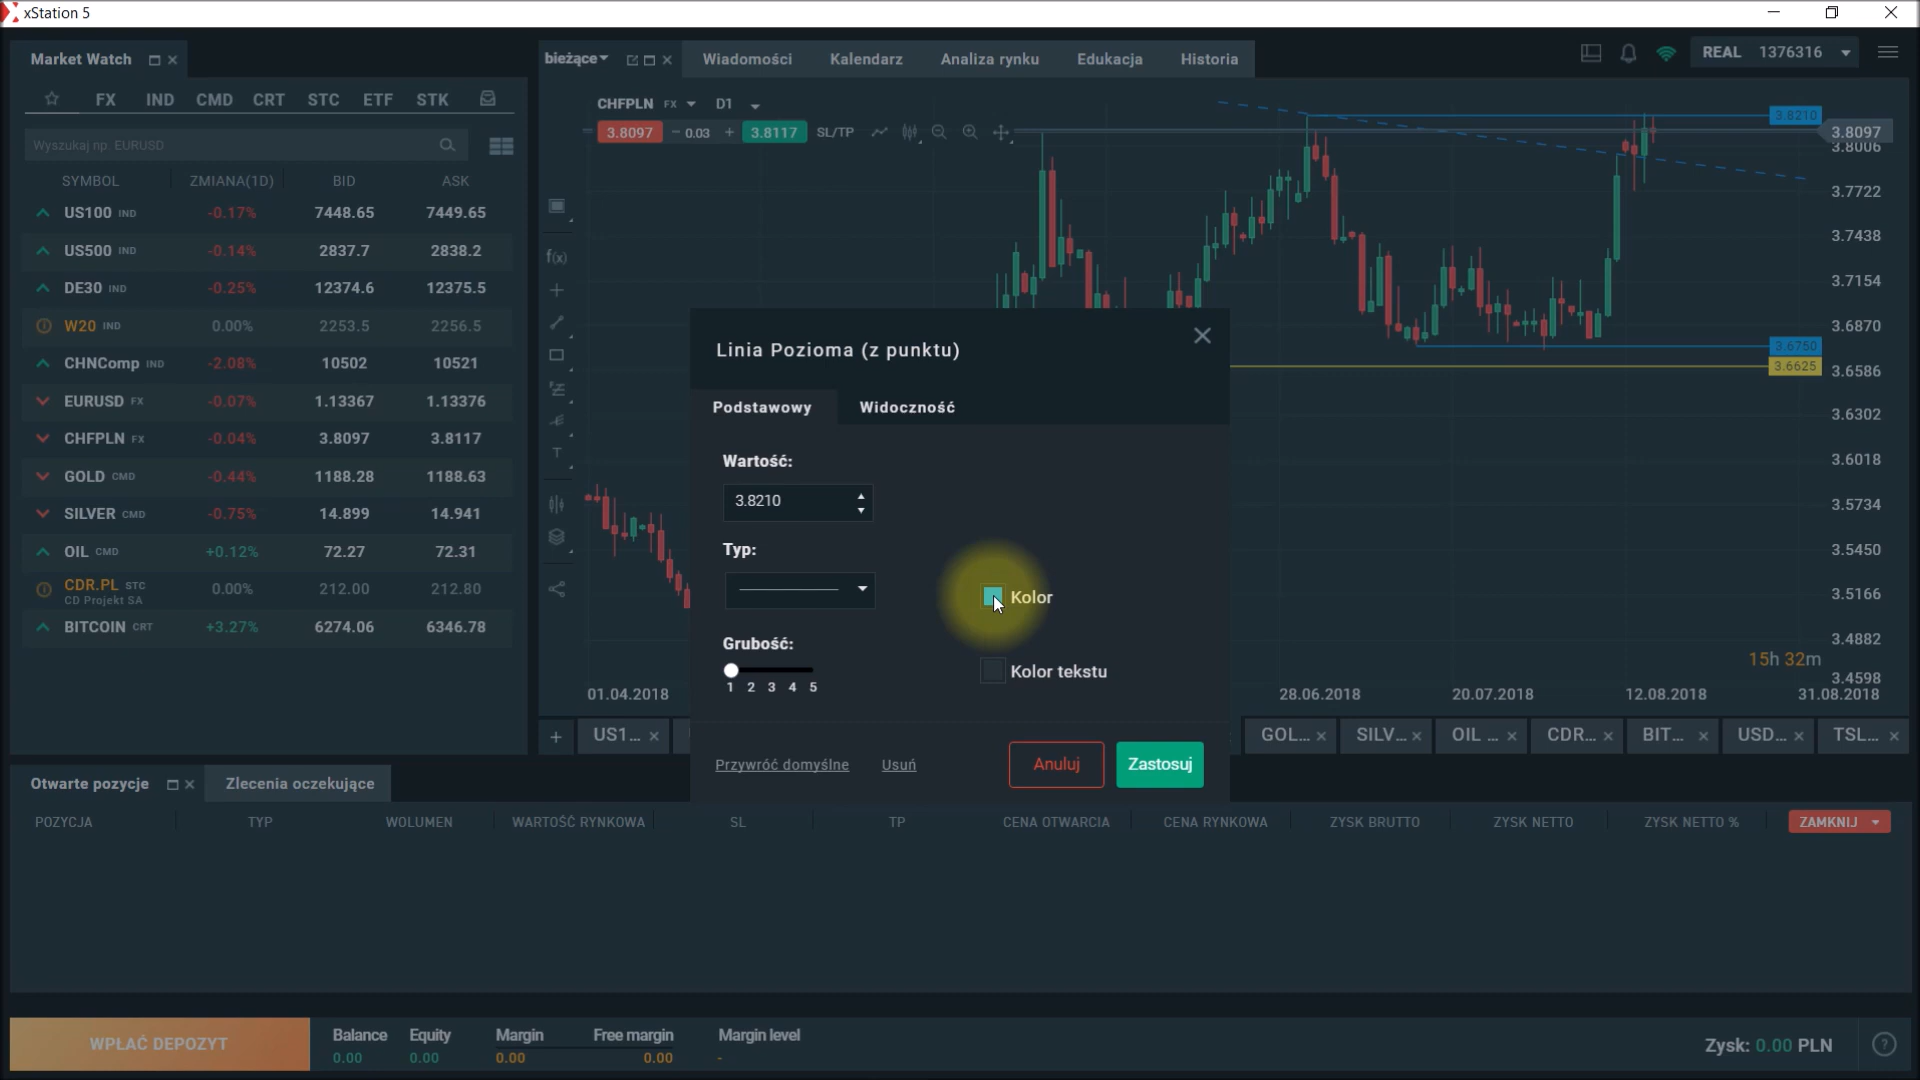 xStation 5
Market Watch
FX IND CMD CRT STC ETF STK
Wyszukaj np. EURUSD
SYMBOL ZMIANA(1D) BID ASK
US100 IND -0.17% 7448.65 7449.65
US500 IND -0.14% 2837.7 2838.2
DE30 IND -0.25% 12374.6 12375.5
W20 IND 0.00% 2253.5 2256.5
CHNComp IND -2.08% 10502 10521
EURUSD FX -0.07% 1.13367 1.13376
CHFPLN FX -0.04% 3.8097 3.8117
GOLD CMD -0.44% 1188.28 1188.63
SILVER CMD -0.75% 14.899 14.941
OIL CMD +0.12% 72.27 72.31
CDR.PL STC 0.00% 212.00 212.80
CD Projekt SA
BITCOIN CRT +3.27% 6274.06 6346.78
bieżące Wiadomości Kalendarz Analiza rynku Edukacja Historia
REAL 1376316
CHFPLN FX D1
3.8097 - 0.03 + 3.8117 SL/TP
f(x)
T
3.8210
3.8097
3.8006
3.7722
3.7438
3.7154
3.6870
3.6750
3.6625
3.6586
3.6302
3.6018
3.5734
3.5450
3.5166
3.4882
15h 32m
3.4598
01.04.2018 28.06.2018 20.07.2018 12.08.2018 31.08.2018
Linia Pozioma (z punktu)
Podstawowy Widoczność
Wartość:
3.8210
Typ:
Kolor
Grubość:
1 2 3 4 5
Kolor tekstu
Przywróć domyślne Usuń Anuluj Zastosuj
+ US1... GOL... SILV... OIL ... CDR... BIT... USD... TSL...
Otwarte pozycje Zlecenia oczekujące
POZYCJA TYP WOLUMEN WARTOŚĆ RYNKOWA SL TP CENA OTWARCIA CENA RYNKOWA ZYSK BRUTTO ZYSK NETTO ZYSK NETTO % ZAMKNIJ
WPŁAĆ DEPOZYT
Balance Equity Margin Free margin Margin level
0.00 0.00 0.00 0.00 -
Zysk: 0.00 PLN
?